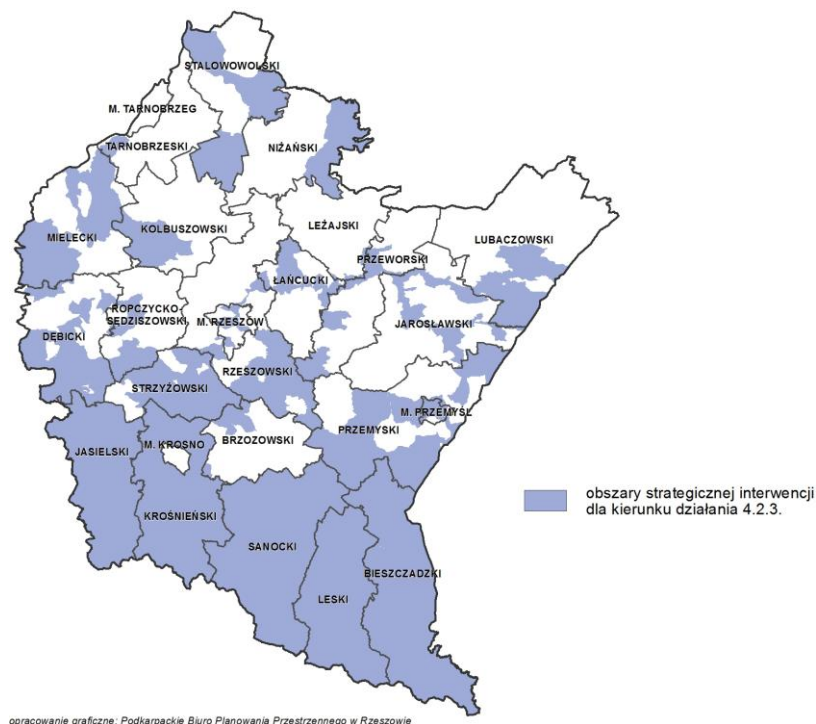 STALOWOWOLSKI
M. TARNOBRZEG
TARNOBRZESKI
NIŻAŃSKI
LEŻAJSKI
LUBACZOWSKI
MIELECKI
KOLBUSZOWSKI
PRZEWORSKI
ŁAŃCUCKI
ROPCZYCKO-
SĘDZISZOWSKI
M. RZESZÓW
JAROSŁAWSKI
DĘBICKI
RZESZOWSKI
STRZYŻOWSKI
M. PRZEMYŚL
PRZEMYSKI
BRZOZOWSKI
M. KROSNO
JASIELSKI
obszary strategicznej interwencji
dla kierunku działania 4.2.3.
KROŚNIEŃSKI
SANOCKI
BIESZCZADZKI
LESKI
opracowanie graficzne: Podkarpackie Biuro Planowania Przestrzennego w Rzeszowie